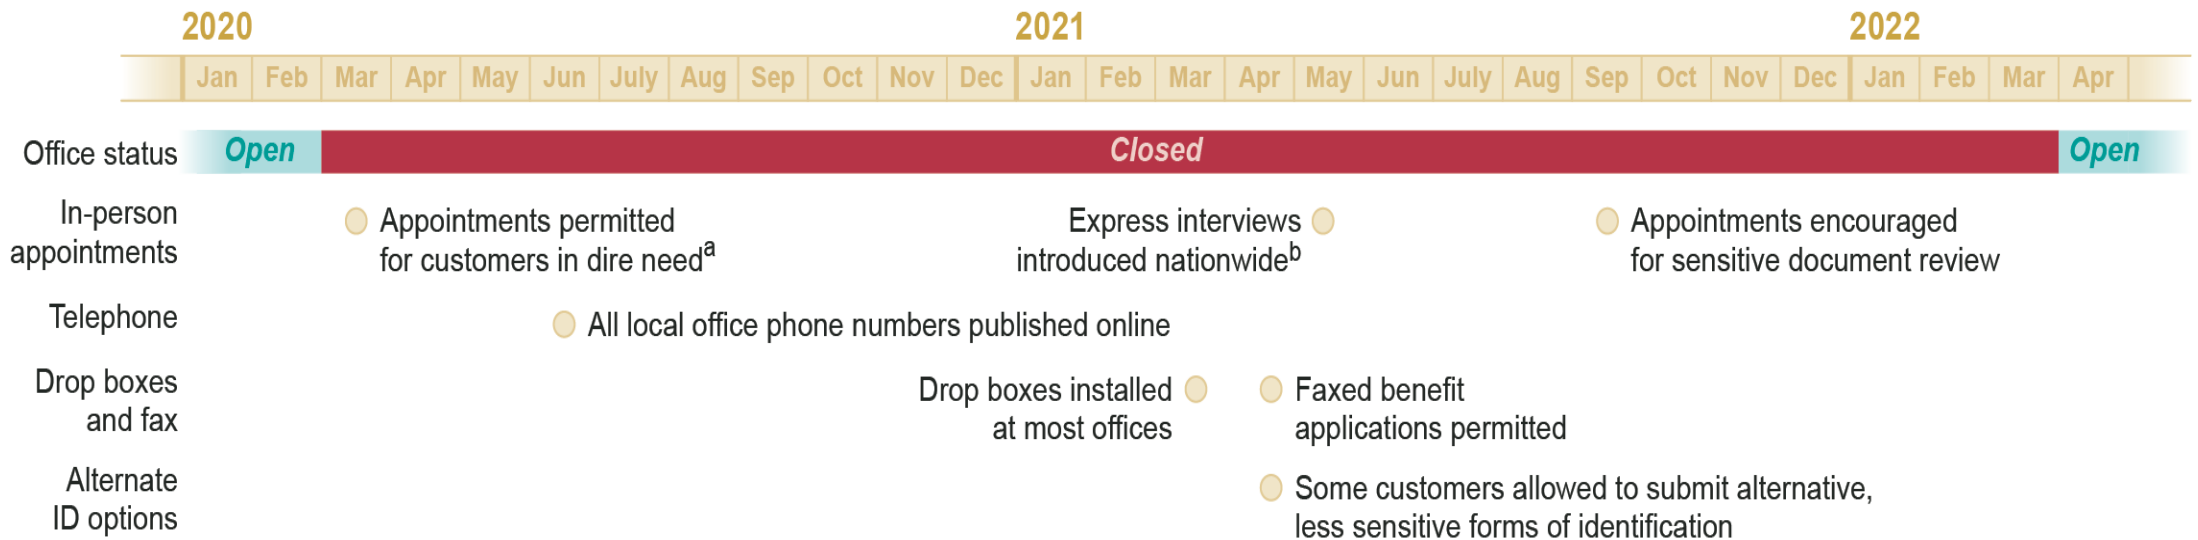 2020 2021 2022
Jan Feb Mar Apr May Jun July Aug Sep Oct Nov Dec Jan Feb Mar Apr May Jun July Aug Sep Oct Nov Dec Jan Feb Mar Apr
Office status Open Closed Open
In-person
appointments
Appointments permitted
for customers in dire needa
Express interviews
introduced nationwideb
Appointments encouraged
for sensitive document review
Telephone
All local office phone numbers published online
Drop boxes
and fax
Drop boxes installed
at most offices
Faxed benefit
applications permitted
Alternate
ID options
Some customers allowed to submit alternative,
less sensitive forms of identification